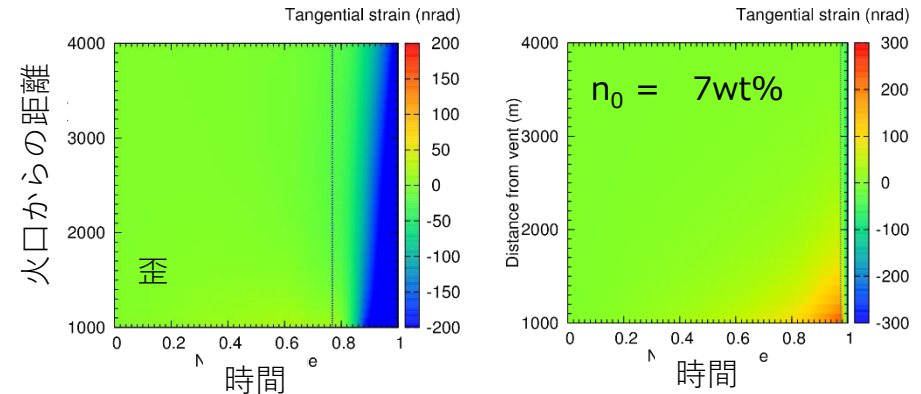 Tangential strain (nrad)
4000
3000
2000
1000
火口からの距離
歪
0 0.2 0.4 0.6 0.8 1
時間
200
150
100
50
0
-50
-100
-150
-200
Tangential strain (nrad)
4000
3000
2000
1000
Distance from vent (m)
n₀ = 7wt%
0 0.2 0.4 0.6 0.8 1
時間
300
200
100
0
-100
-200
-300